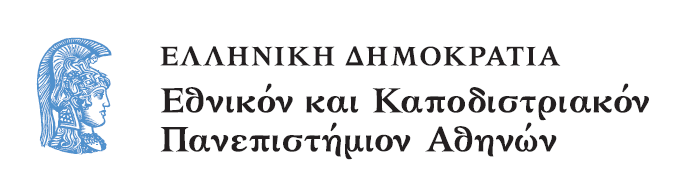 ΕΛΛΗΝΙΚΗ ΔΗΜΟΚΡΑΤΙΑ
Εθνικόν και Καποδιστριακόν
Πανεπιστήμιον Αθηνών